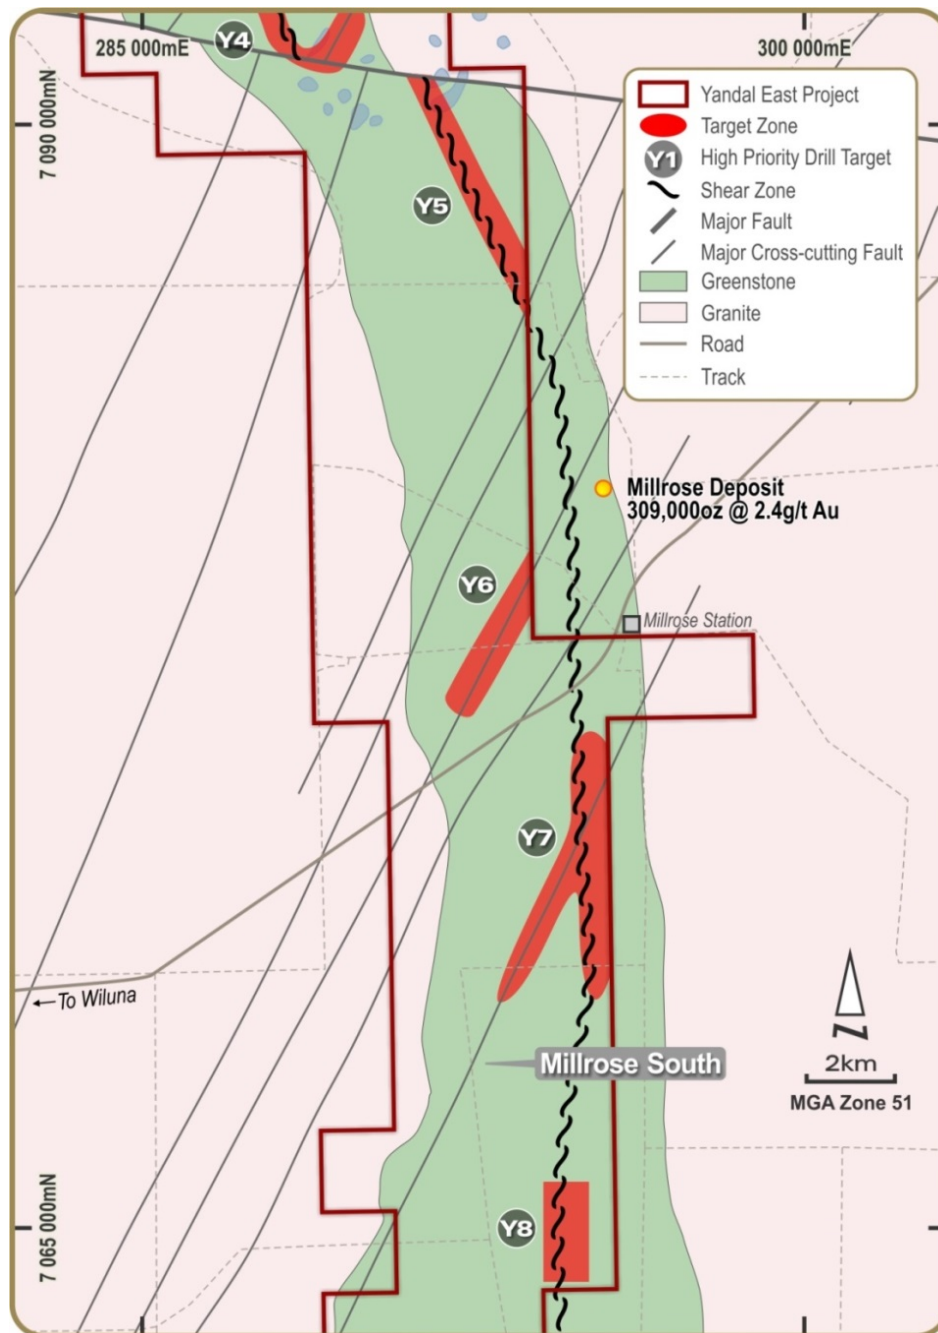 285 000mE
300 000mE
Y4
7 090 000mN
Yandal East Project
Target Zone
Y1
High Priority Drill Target
Shear Zone
Major Fault
Major Cross-cutting Fault
Greenstone
Granite
Road
Track
Y5
Millrose Deposit
309,000oz @ 2.4g/t Au
Y6
Millrose Station
Y7
To Wiluna
N
Millrose South
2km
MGA Zone 51
7 065 000mN
Y8